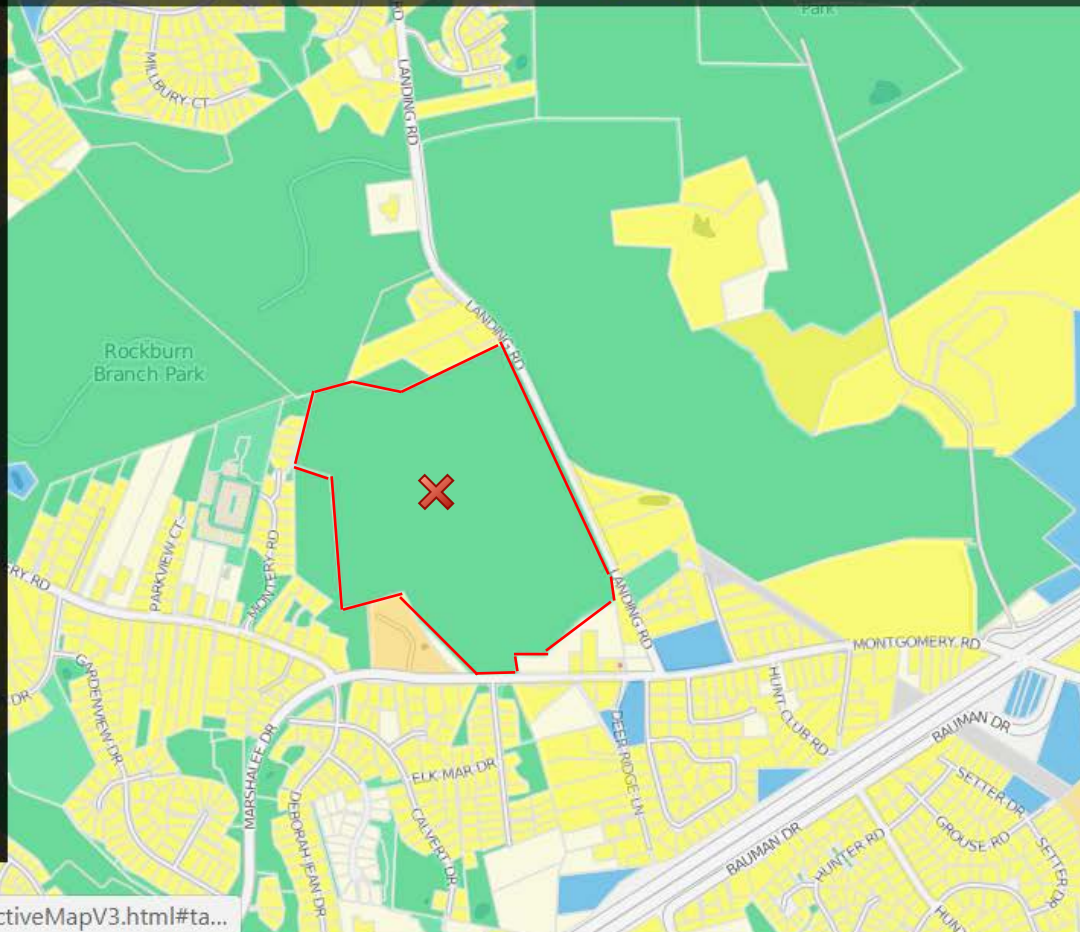 Park
RD
LANDING RD
MILLBURY CT
LANDING RD
Rockburn
Branch Park
PARKVIEW CT
MONTERY RD
ERY RD
LANDING RD
MONTGOMERY RD
GARDENVIEW DR
DR
HUNT CLUB RD
DEER RIDGE LN
BAUMAN DR
MARSHALEE DR
ELK MAR DR
SETTER DR
DEBORAH JEAN DR
CALVERT DR
GROUSE RD
SETTER DR
BAUMAN DR
HUNTER RD
HUNT
ctiveMapV3.html#ta...